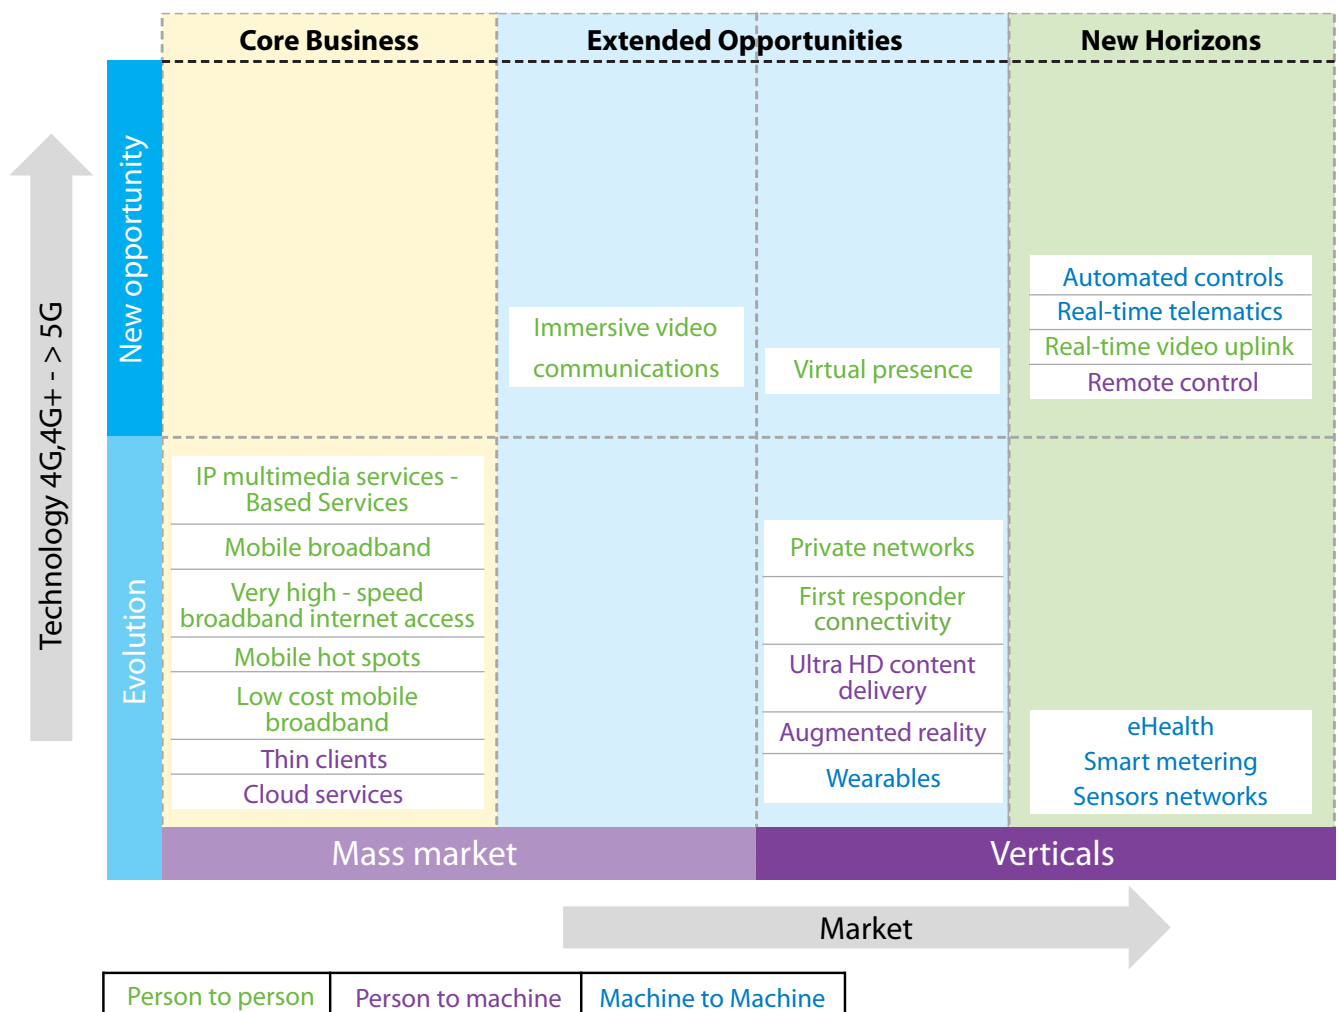 Core Business
Extended Opportunities
New Horizons
Technology 4G,4G+ - > 5G
New opportunity
Immersive video
communications
Virtual presence
Automated controls
Real-time telematics
Real-time video uplink
Remote control
Evolution
IP multimedia services -
Based Services
Mobile broadband
Very high - speed
broadband internet access
Mobile hot spots
Low cost mobile
broadband
Thin clients
Cloud services
Private networks
First responder
connectivity
Ultra HD content
delivery
Augmented reality
Wearables
eHealth
Smart metering
Sensors networks
Mass market
Verticals
Market
Person to person
Person to machine
Machine to Machine